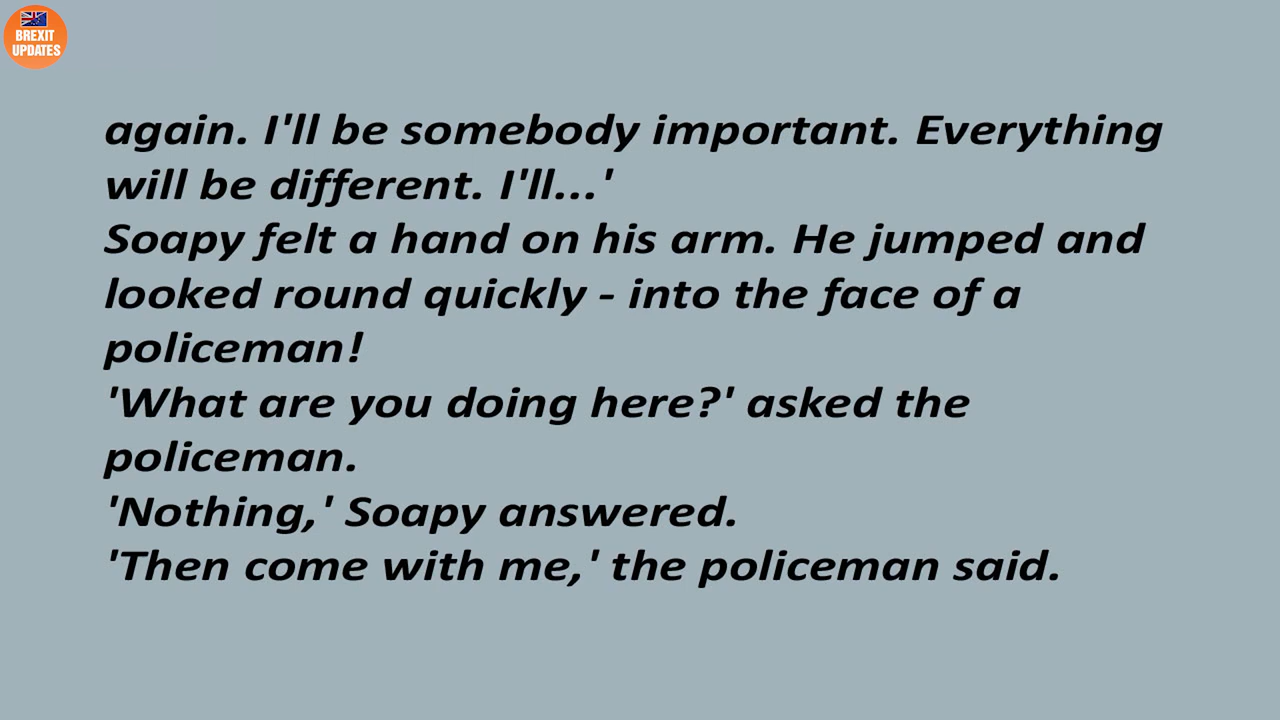 BREXIT
UPDATES
again. I'll be somebody important. Everything
will be different. I'll...'
Soapy felt a hand on his arm. He jumped and
looked round quickly - into the face of a
policeman!
'What are you doing here?' asked the
policeman.
'Nothing,' Soapy answered.
'Then come with me,' the policeman said.